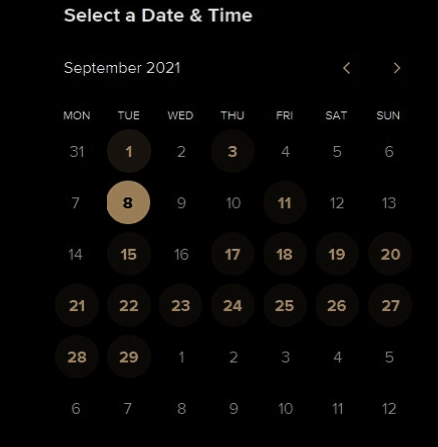 Select a Date & Time
September 2021
MON TUE WED THU FRI SAT SUN
31 1 2 3 4 5 6
7 8 9 10 11 12 13
14 15 16 17 18 19 20
21 22 23 24 25 26 27
28 29 1 2 3 4 5
6 7 8 9 10 11 12